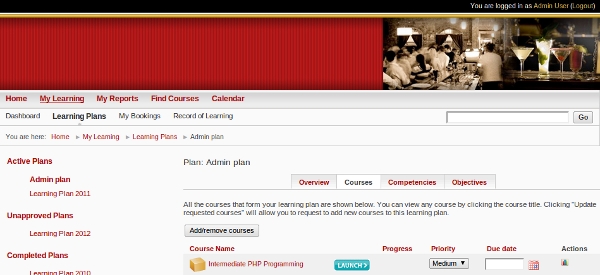 You are logged in as Admin User (Logout)
Home My Learning My Reports Find Courses Calendar
Dashboard Learning Plans My Bookings Record of Learning Go
You are here: Home ► My Learning ► Learning Plans ► Admin plan
Active Plans
Admin plan
Learning Plan 2011
Unapproved Plans
Learning Plan 2012
Completed Plans
Learning Plan 2010
Plan: Admin plan
Overview Courses Competencies Objectives
All the courses that form your learning plan are shown below. You can view any course by clicking the course title. Clicking "Update
requested courses" will allow you to request to add new courses to this learning plan.
Add/remove courses
Course Name Progress Priority Due date Actions
Intermediate PHP Programming LAUNCH Medium